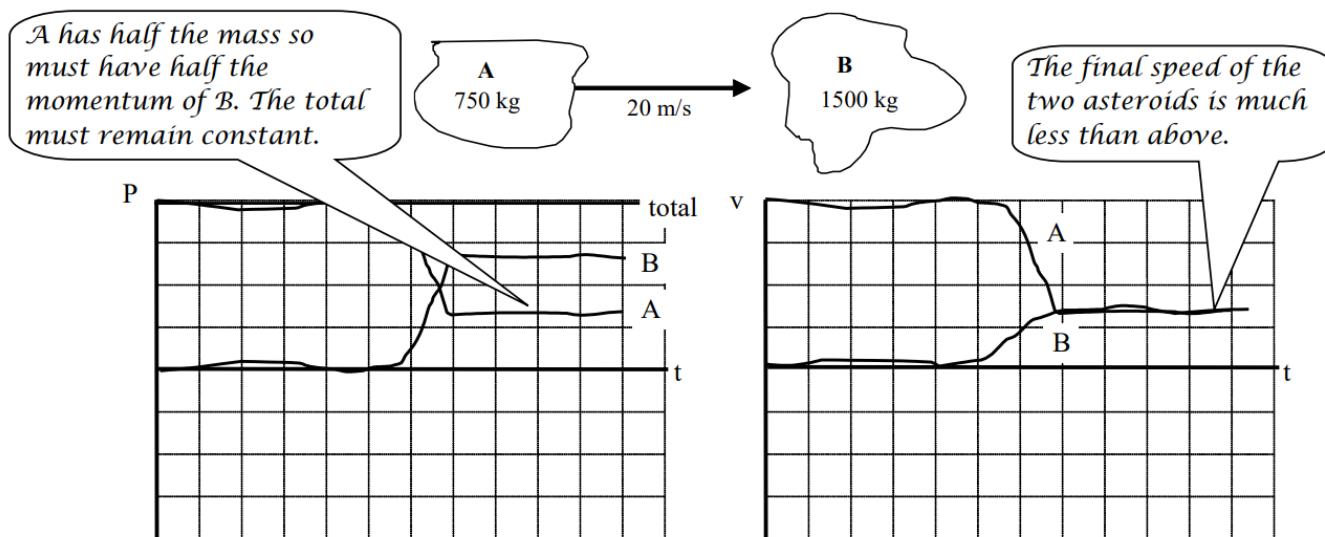 A has half the mass so
must have half the
momentum of B. The total
must remain constant.
A
750 kg
20 m/s
B
1500 kg
The final speed of the
two asteroids is much
less than above.
P
total
B
A
t
v
A
B
t